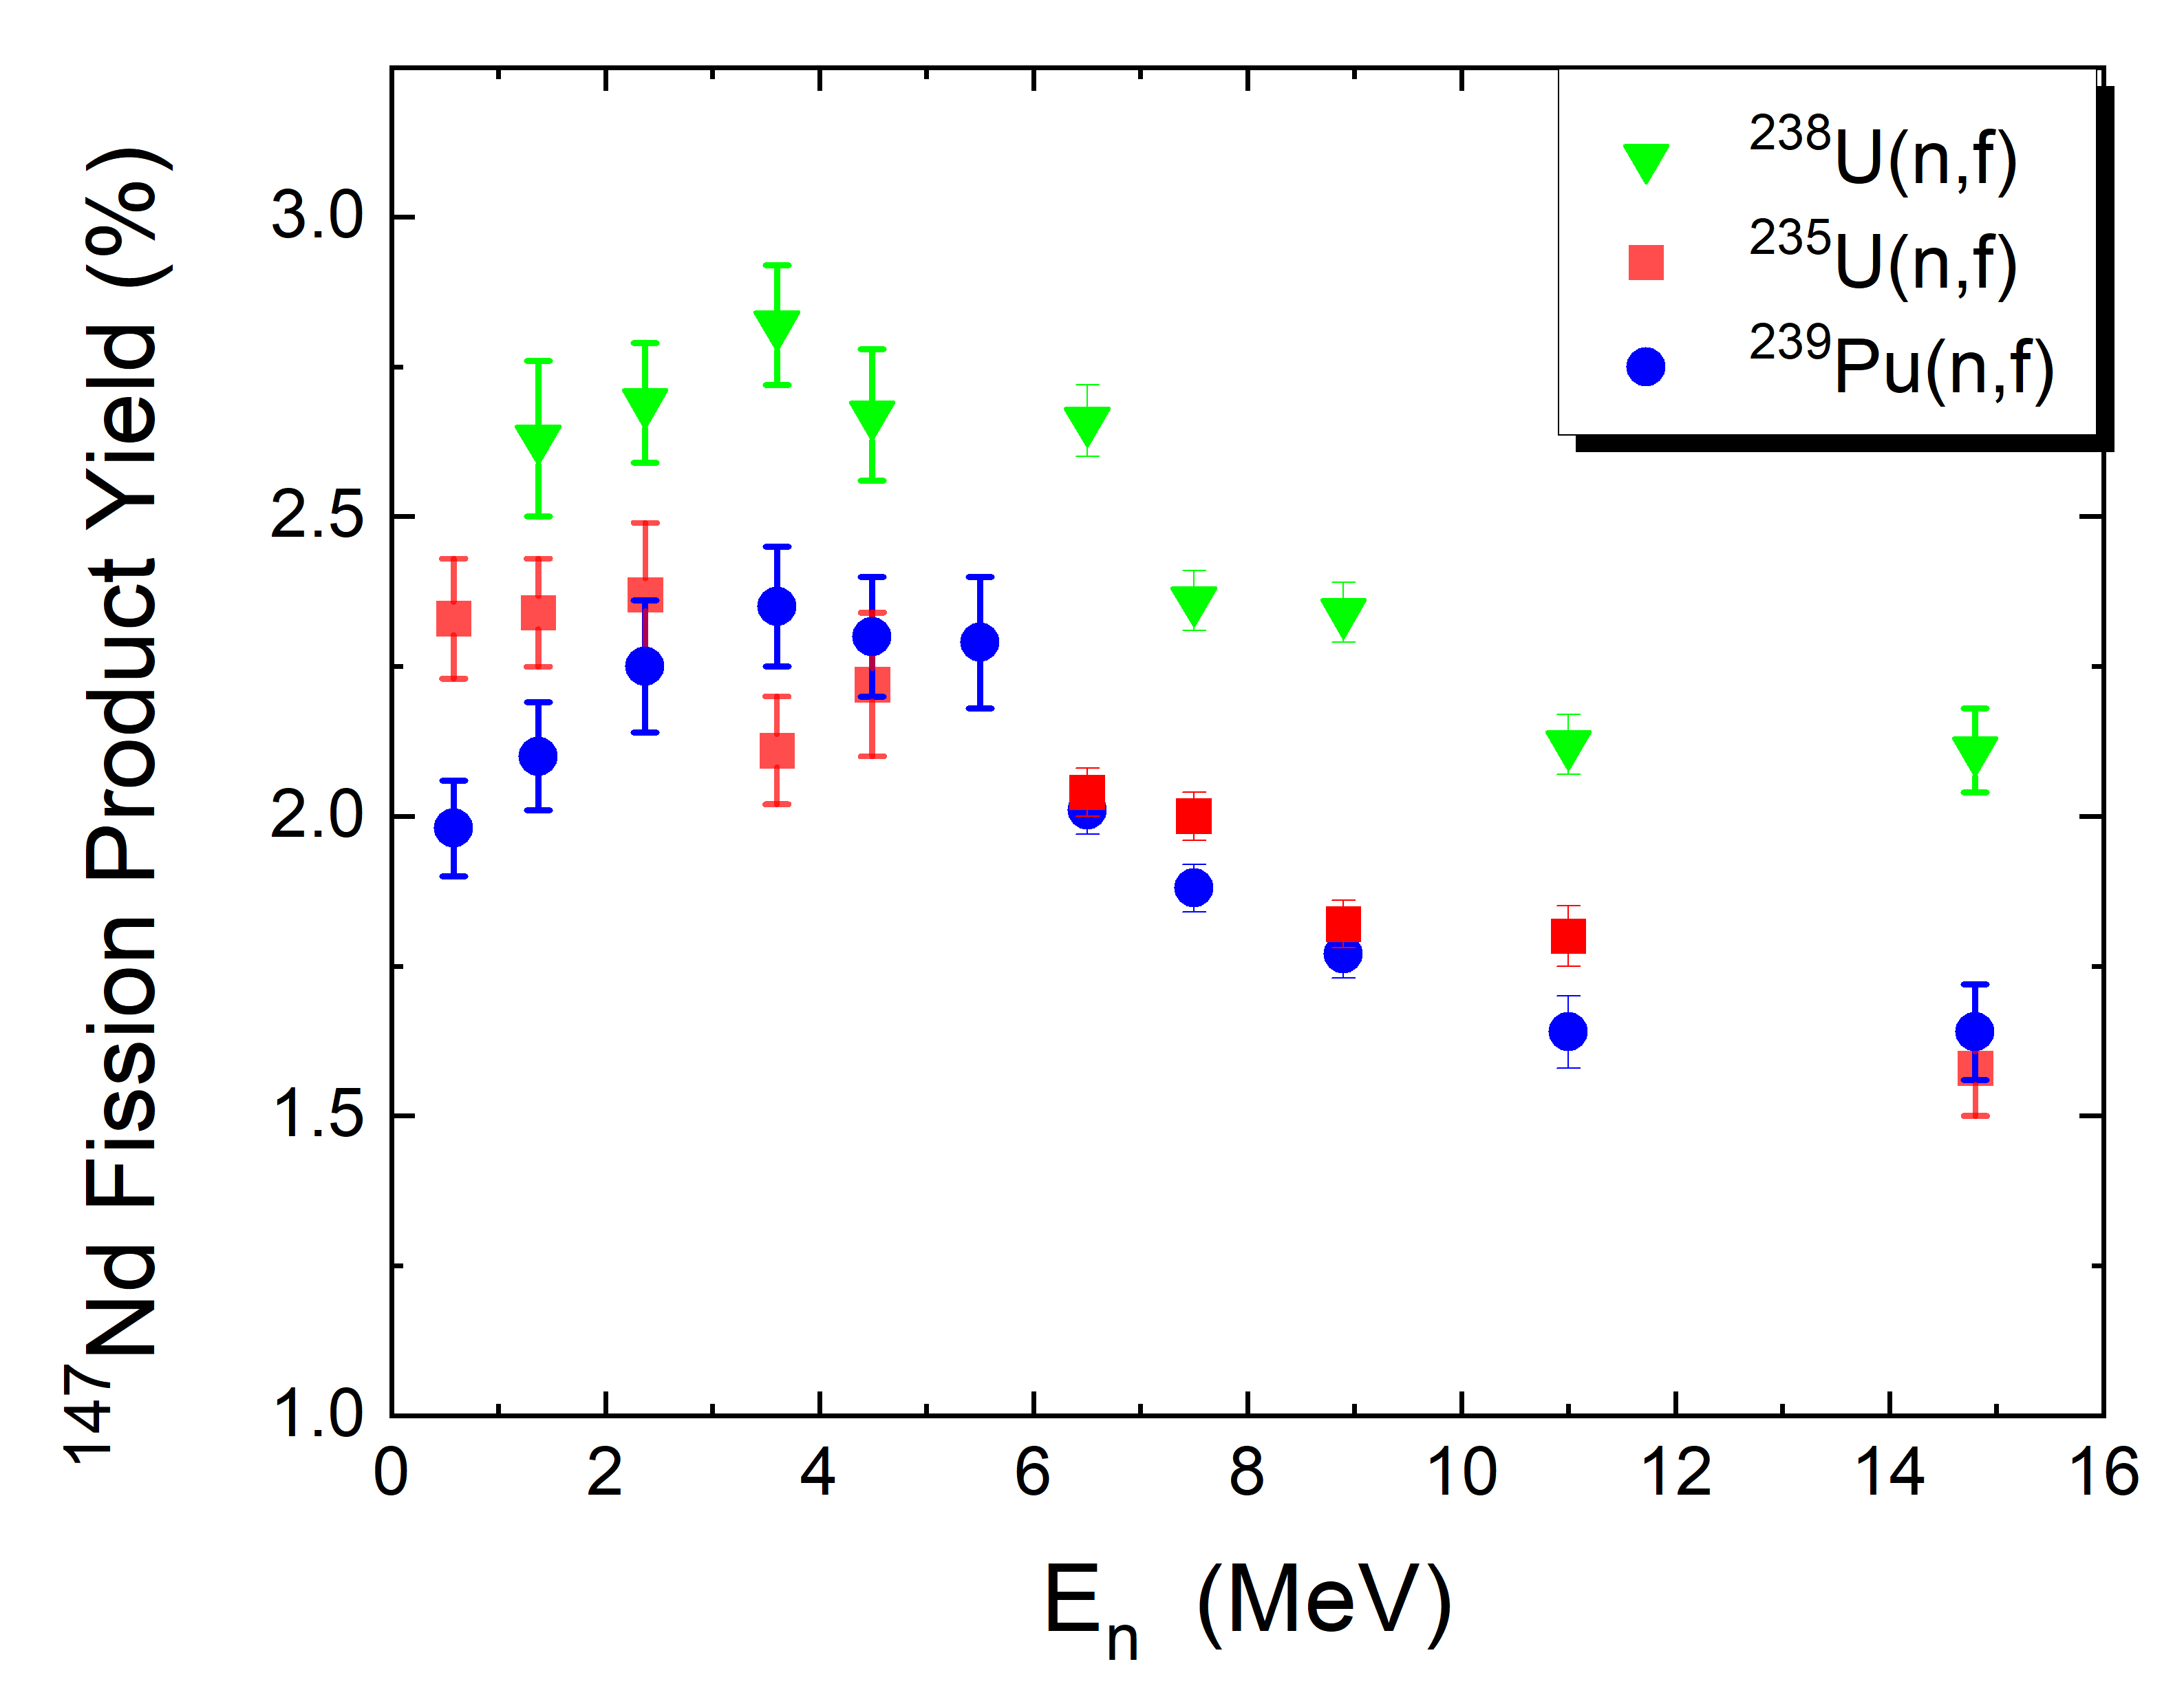 ¹⁴⁷Nd Fission Product Yield (%)
3.0
2.5
2.0
1.5
1.0
²³⁸U(n,f)
²³⁵U(n,f)
²³⁹Pu(n,f)
0 2 4 6 8 10 12 14 16
Eₙ (MeV)